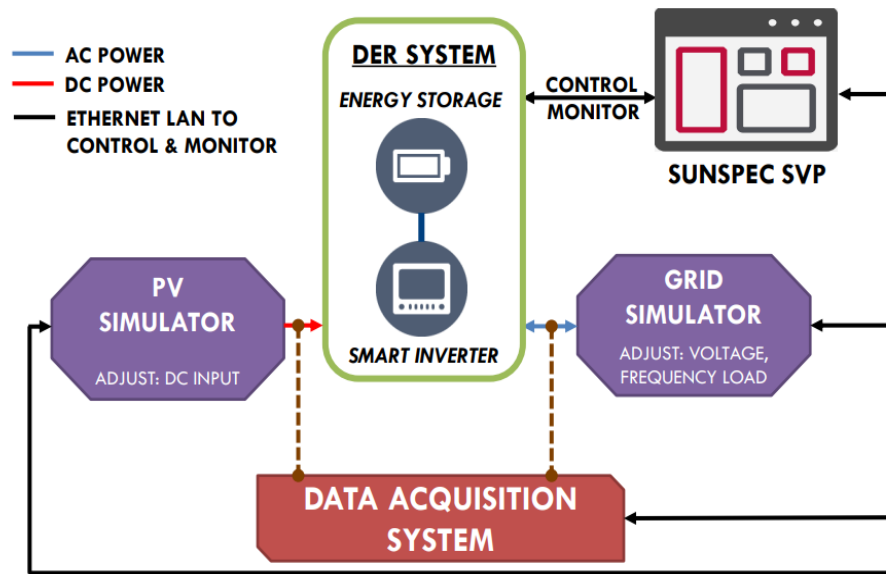 AC POWER
DC POWER
ETHERNET LAN TO
CONTROL & MONITOR
DER SYSTEM
ENERGY STORAGE
SMART INVERTER
CONTROL
MONITOR
SUNSPEC SVP
PV
SIMULATOR
ADJUST: DC INPUT
GRID
SIMULATOR
ADJUST: VOLTAGE,
FREQUENCY LOAD
DATA ACQUISITION
SYSTEM